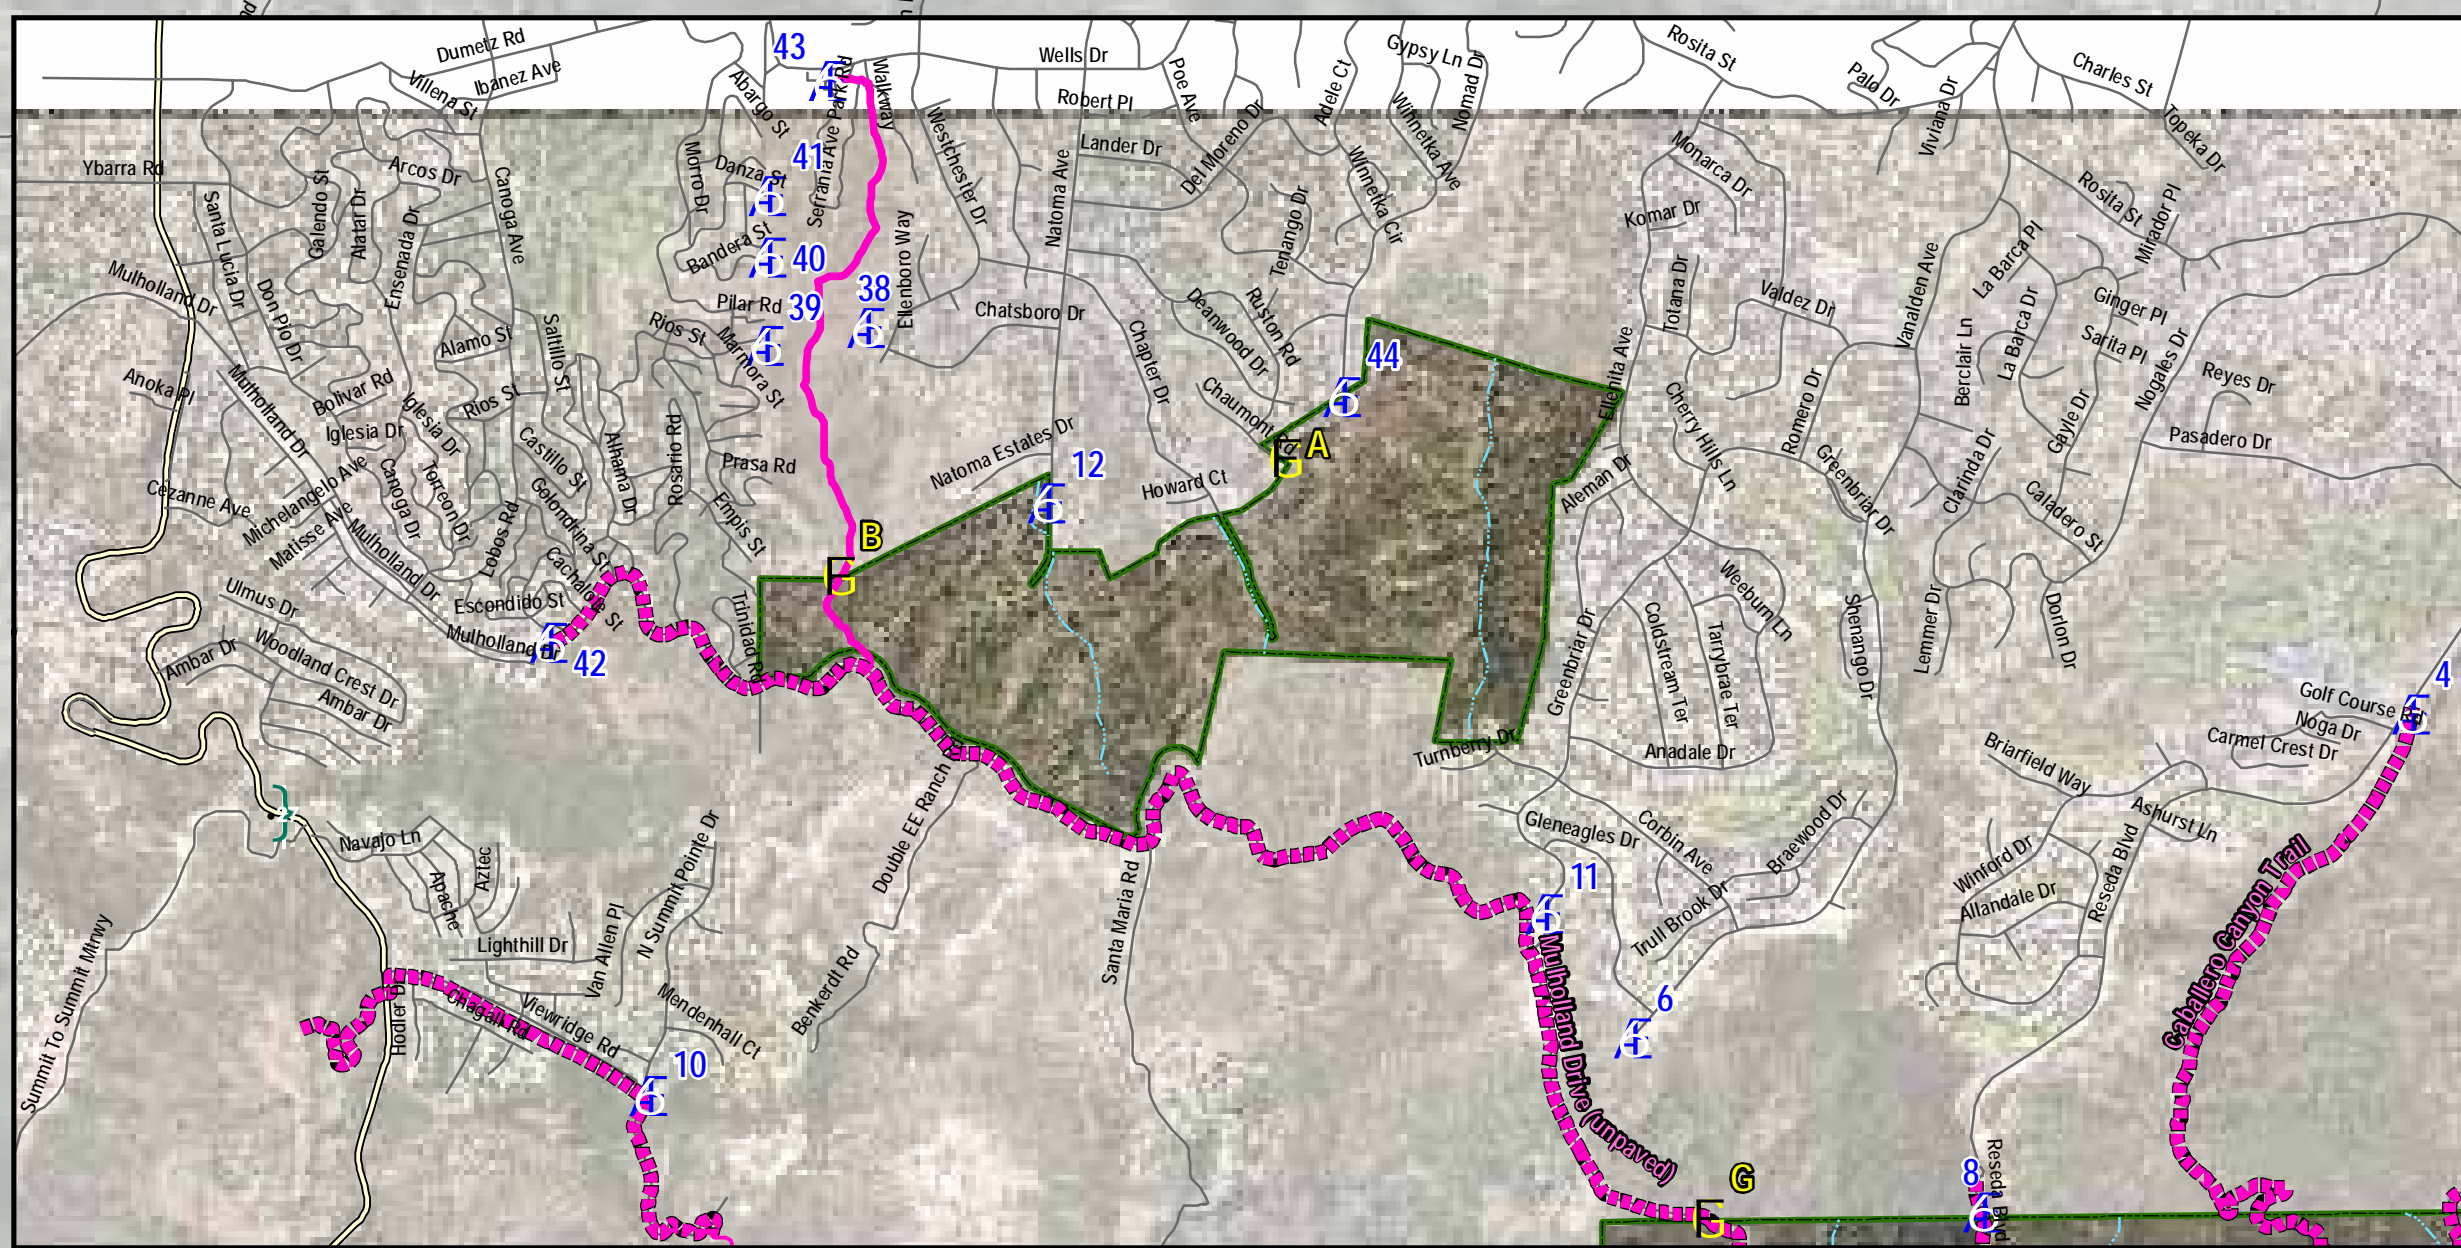 43
Dumetz Rd
Ibanez Ave
Villena St
Abargo St
Park Rd
Walkway
Wells Dr
Robert Pl
Poe Ave
Adele Ct
Gypsy Ln
Nomad Dr
Rosita St
Palo Dr
Viviana Dr
Charles St
Topeka Dr
Ybarra Rd
Arcos Dr
Galendo St
Alatar Dr
Ensenada Dr
Canoga Ave
Morro Dr
Danza St
41
Serrania Ave
Westchester Dr
Natoma Ave
Lander Dr
Del Moreno Dr
Winnetka Ave
Winnetka Cir
Tenango Dr
Monarca Dr
Komar Dr
Rosita St
Mirador Pl
Santa Lucia Dr
Mulholland Dr
Don Pio Dr
Bandera St
40
Pilar Rd
39
38
Ellenboro Way
Chatsboro Dr
Chapter Dr
Deanwood Dr
Ruston Rd
Totana Dr
Valdez Dr
Vanalden Ave
La Barca Pl
La Barca Dr
Ginger Pl
Sarita Pl
Nogales Dr
Reyes Dr
Alamo St
Saltillo St
Rios St
Marmora St
44
Ellenita Ave
Berclair Ln
Anoka Pl
Mulholland Dr
Bolivar Rd
Iglesia Dr
Iglesia Dr
Rios St
Castillo St
Alhama Dr
Rosario Rd
Prasa Rd
Chaumont Rd
A
Cherry Hills Ln
Romero Dr
Gayle Dr
Pasadero Dr
Cezanne Ave
Michelangelo Ave
Matisse Ave
Canoga Dr
Torreon Dr
Lobos Rd
Golondrina St
Empis St
Natoma Estates Dr
12
Howard Ct
Aleman Dr
Greenbriar Dr
Clarinda Dr
Caladero St
B
Mulholland Dr
Cachalote St
Escondido St
Mulholland Dr
42
Trinidad Rd
Ulmus Dr
Ambar Dr
Woodland Crest Dr
Ambar Dr
Weeburn Ln
Greenbriar Dr
Coldstream Ter
Tarrybrae Ter
Shenango Dr
Lemmer Dr
Dorlon Dr
4
Golf Course Rd
Noga Dr
Carmel Crest Dr
Turnberry Dr
Anadale Dr
Briarfield Way
Ashurst Ln
Navajo Ln
Apache
Aztec
N Summit Pointe Dr
Double EE Ranch
Gleneagles Dr
Corbin Ave
Braewood Dr
Winford Dr
Allandale Dr
Reseda Blvd
Caballero Canyon Trail
11
Trull Brook Dr
Lighthill Dr
Van Allen Pl
Benkerdt Rd
Santa Maria Rd
Summit To Summit Mtrwy
Hodler Dr
Chagall Rd
Viewridge Rd
Mendenhall Ct
10
6
Mulholland Drive (unpaved)
G
8
Reseda Blvd